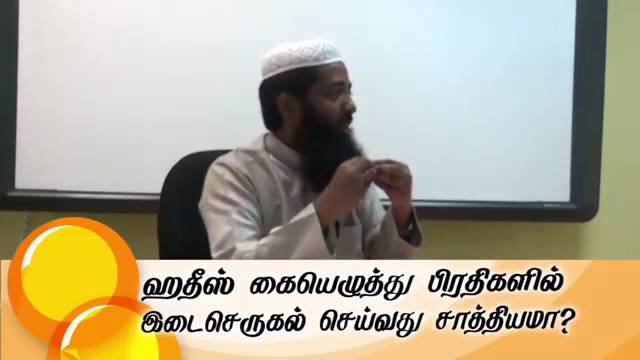 ஹதீஸ் கையெழுத்து பிரதிகளில்
இடைசெருகல் செய்வது சாத்தியமா?